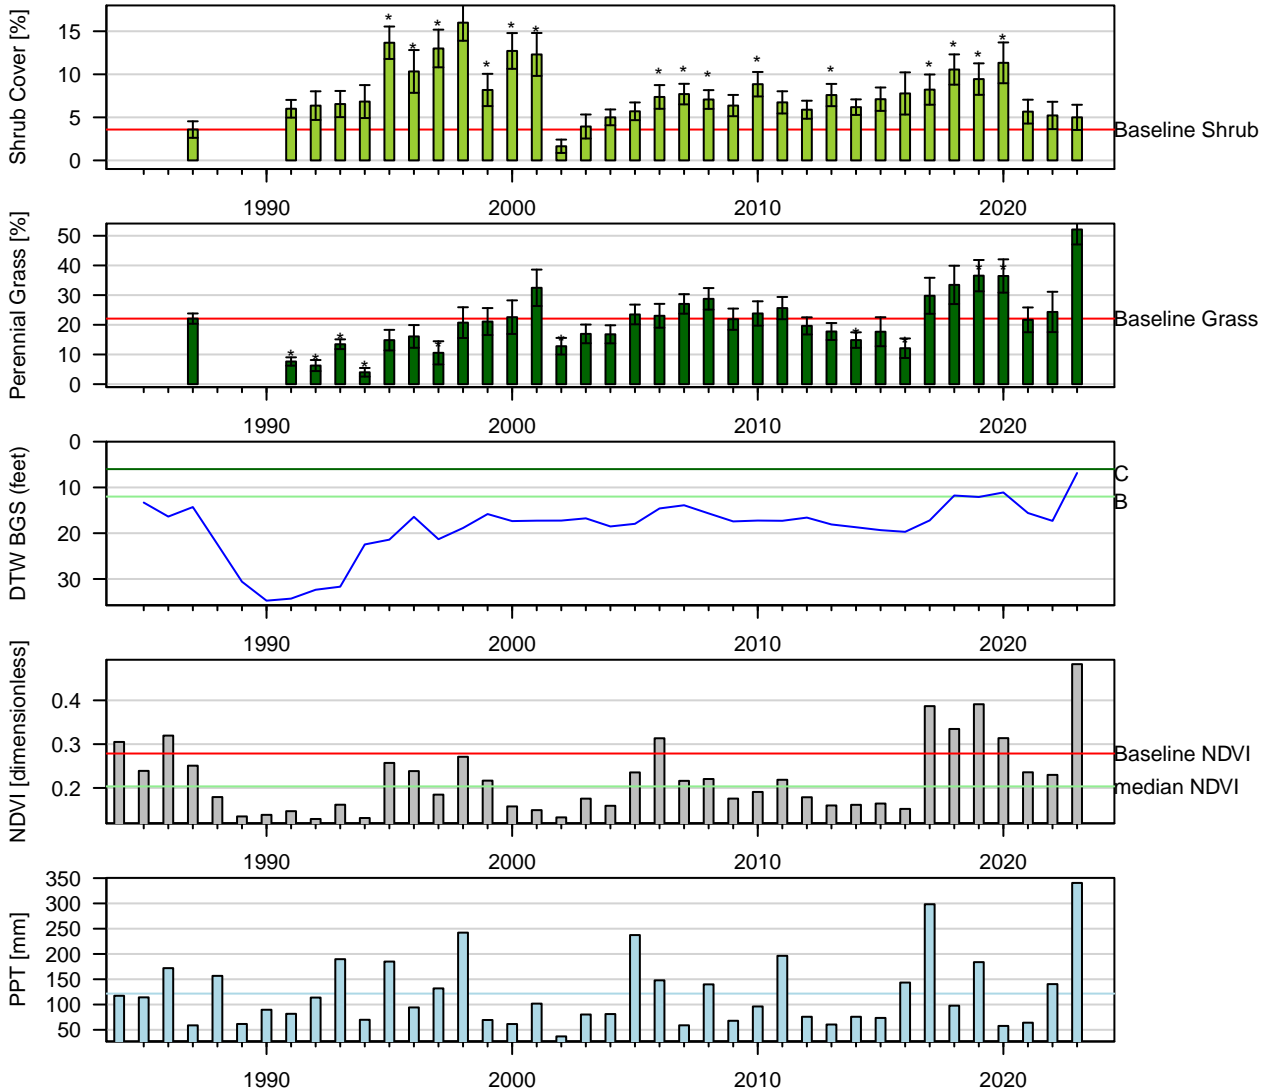 Shrub Cover [%]
15
10
5
0
* * * * * * * * * * * * * * *
Baseline Shrub
1990 2000 2010 2020
Perennial Grass [%]
50
40
30
20
10
0
* * * * * * * * * *
Baseline Grass
1990 2000 2010 2020
DTW BGS (feet)
0
10
20
30
C
B
1990 2000 2010 2020
NDVI [dimensionless]
0.4
0.3
0.2
Baseline NDVI
median NDVI
1990 2000 2010 2020
PPT [mm]
350
300
250
200
150
100
50
1990 2000 2010 2020